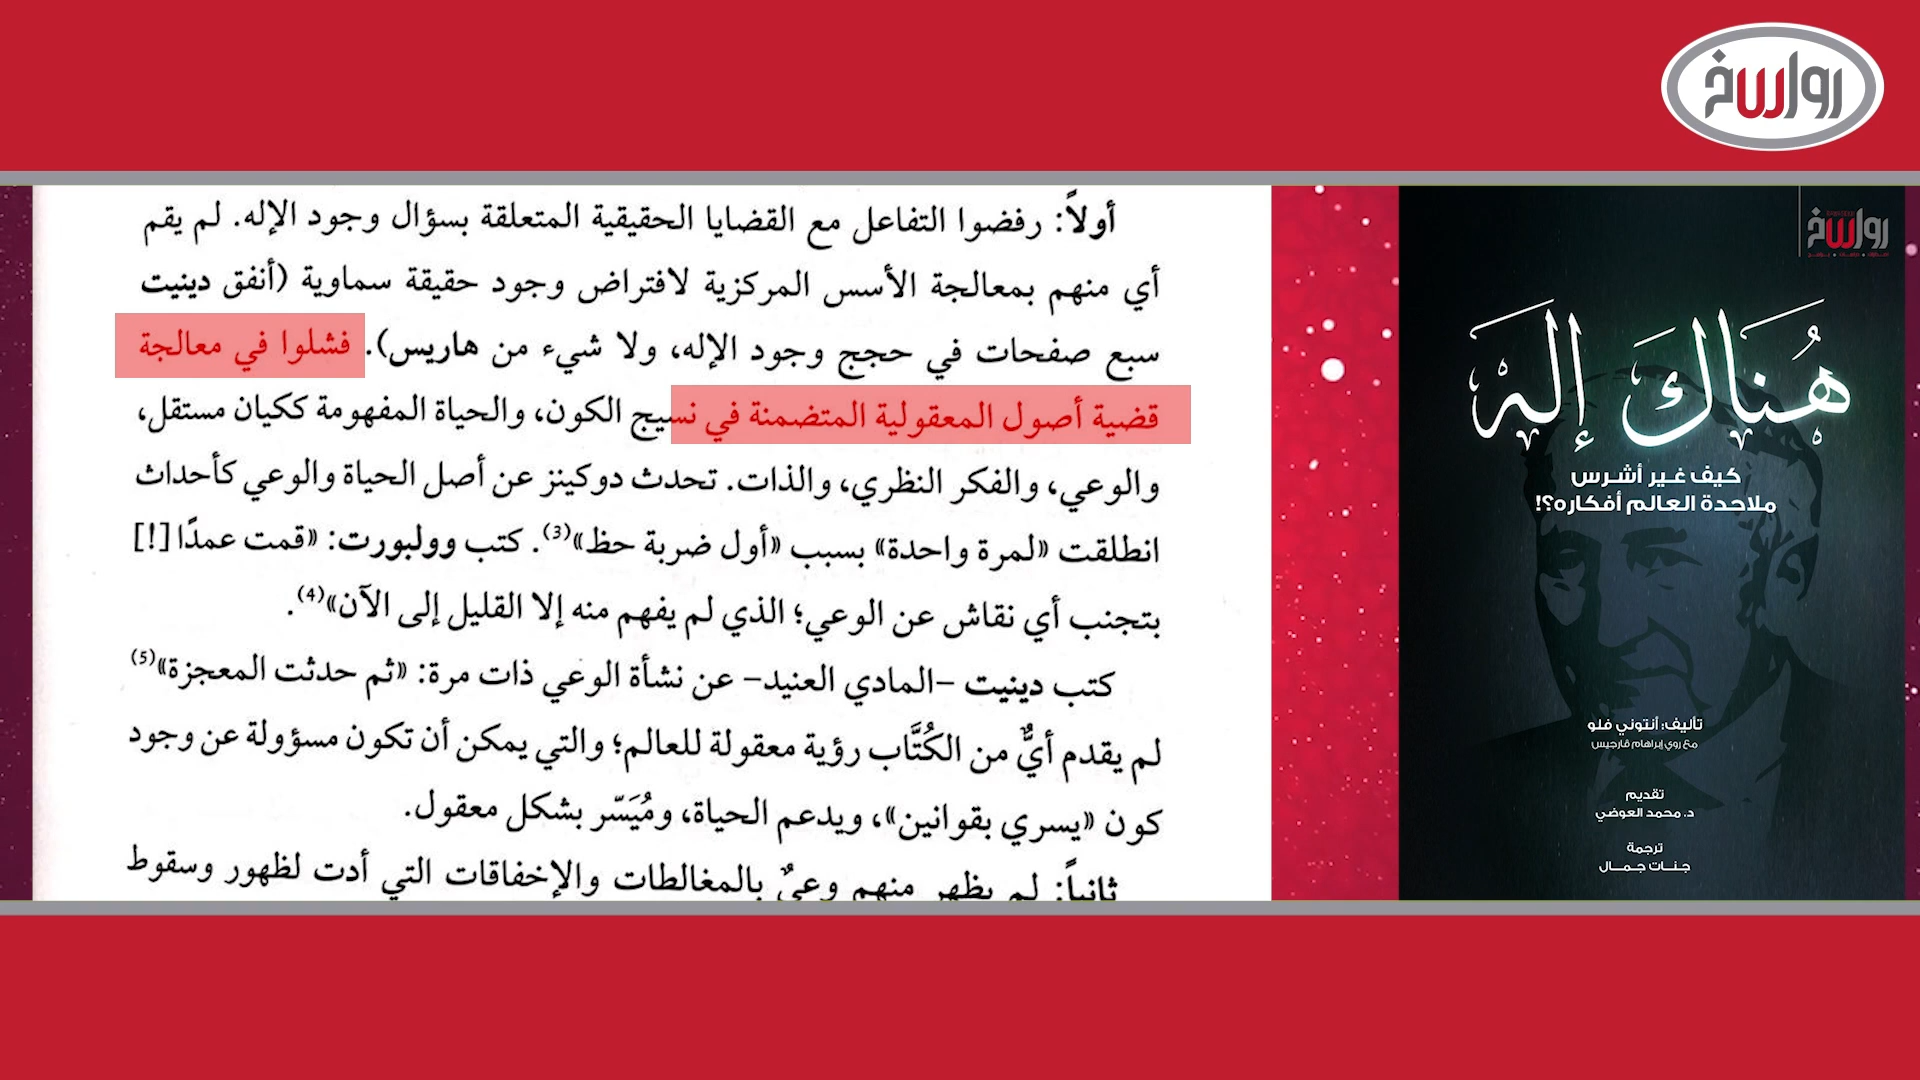 رواسخ
أولاً: رفضوا التفاعل مع القضايا الحقيقية المتعلقة بسؤال وجود الإله. لم يقم
أي منهم بمعالجة الأسس المركزية لافتراض وجود حقيقة سماوية (أنفق دينيت
سبع صفحات في حجج وجود الإله، ولا شيء من هاريس). فشلوا في معالجة
قضية أصول المعقولية المتضمنة في نسيج الكون، والحياة المفهومة ككيان مستقل،
والوعي، والفكر النظري، والذات. تحدث دوكينز عن أصل الحياة والوعي كأحداث
انطلقت «لمرة واحدة» بسبب «أول ضربة حظ»(3). كتب وولبورت: «قمت عمدًا [!]
بتجنب أي نقاش عن الوعي؛ الذي لم يفهم منه إلا القليل إلى الآن»(4).
كتب دينيت –المادي العنيد– عن نشأة الوعي ذات مرة: «ثم حدثت المعجزة»(5)
لم يقدم أيٌّ من الكُتَّاب رؤية معقولة للعالم؛ والتي يمكن أن تكون مسؤولة عن وجود
كون «يسري بقوانين»، ويدعم الحياة، ومُيَسّر بشكل معقول.
ثانياً: لم يظهر منهم وعيٌ بالمغالطات والإخفاقات التي أدت لظهور وسقوط
رواسخ
هُنَاكَ إِلَه
كيف غير أشرس
ملاحدة العالم أفكاره؟!
تأليف: أنتوني فلو
مع روي إبراهام فارجيس
تقديم
د. محمد العوضي
ترجمة
جنات جمال